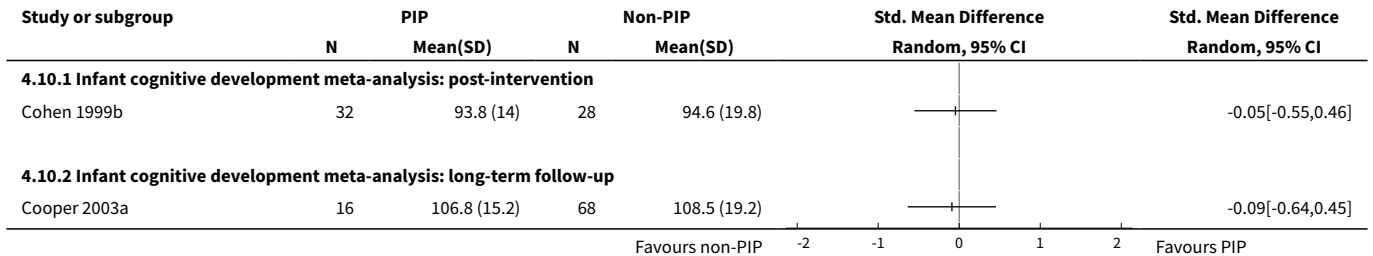 Study or subgroup PIP Non-PIP Std. Mean Difference Std. Mean Difference
N Mean(SD) N Mean(SD) Random, 95% CI Random, 95% CI
4.10.1 Infant cognitive development meta-analysis: post-intervention
Cohen 1999b 32 93.8 (14) 28 94.6 (19.8) -0.05[-0.55,0.46]
4.10.2 Infant cognitive development meta-analysis: long-term follow-up
Cooper 2003a 16 106.8 (15.2) 68 108.5 (19.2) -0.09[-0.64,0.45]
Favours non-PIP -2 -1 0 1 2 Favours PIP